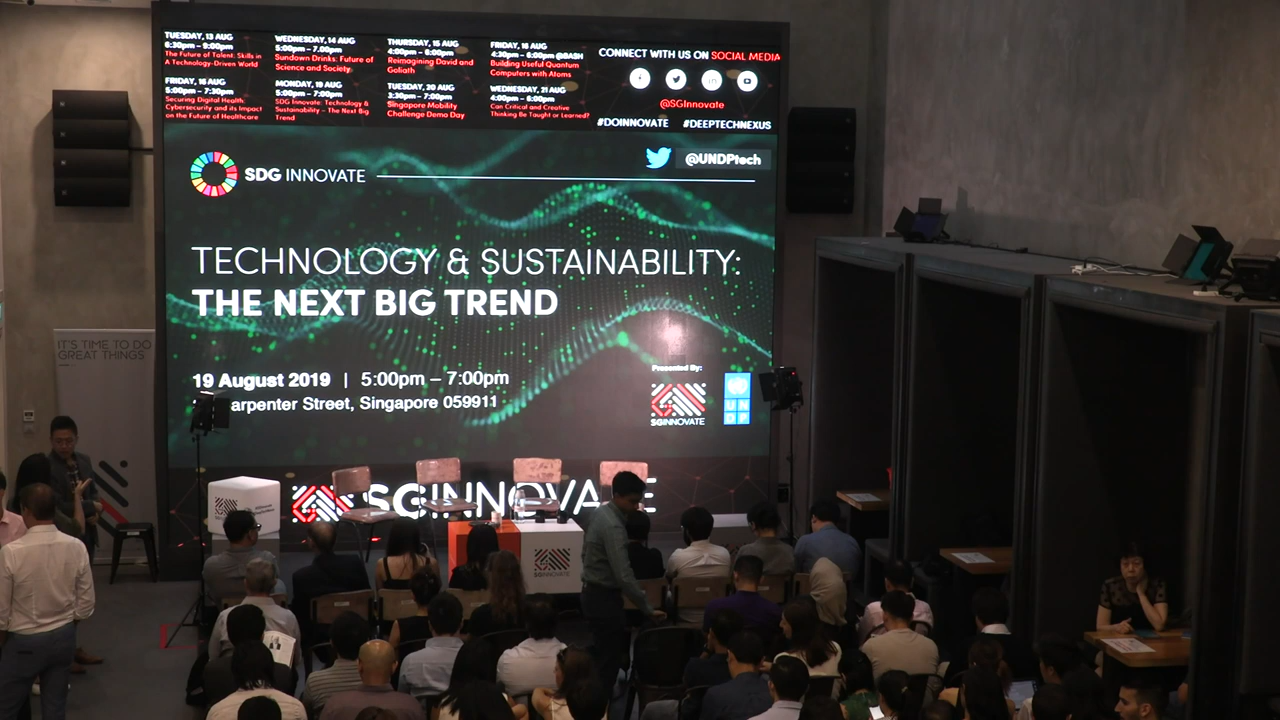 TUESDAY, 13 AUG
6:30pm – 9:00pm
The Future of Talent: Skills in
A Technology-Driven World
WEDNESDAY, 14 AUG
5:00pm – 7:00pm
Sundown Drinks: Future of
Science and Society
THURSDAY, 15 AUG
4:00pm – 6:00pm
Reimagining David and
Goliath
FRIDAY, 16 AUG
4:30pm – 6:00pm @BASH
Building Useful Quantum
Computers with Atoms
CONNECT WITH US ON SOCIAL MEDIA
FRIDAY, 16 AUG
5:00pm – 7:30pm
Securing Digital Health:
Cybersecurity and its Impact
on the Future of Healthcare
MONDAY, 19 AUG
5:00pm – 7:00pm
SDG Innovate: Technology &
Sustainability – The Next Big
Trend
TUESDAY, 20 AUG
3:30pm – 7:00pm
Singapore Mobility
Challenge Demo Day
WEDNESDAY, 21 AUG
4:00pm – 6:00pm
Can Critical and Creative
Thinking Be Taught or Learned?
@SGInnovate
#DOINNOVATE #DEEPTECHNEXUS
SDG INNOVATE
@UNDPtech
TECHNOLOGY & SUSTAINABILITY:
THE NEXT BIG TREND
19 August 2019 | 5:00pm – 7:00pm
arpenter Street, Singapore 059911
Presented By:
SGINNOVATE
U N
D P
IT'S TIME TO DO
GREAT THINGS
SGINNOVATE
SGINNOVATE